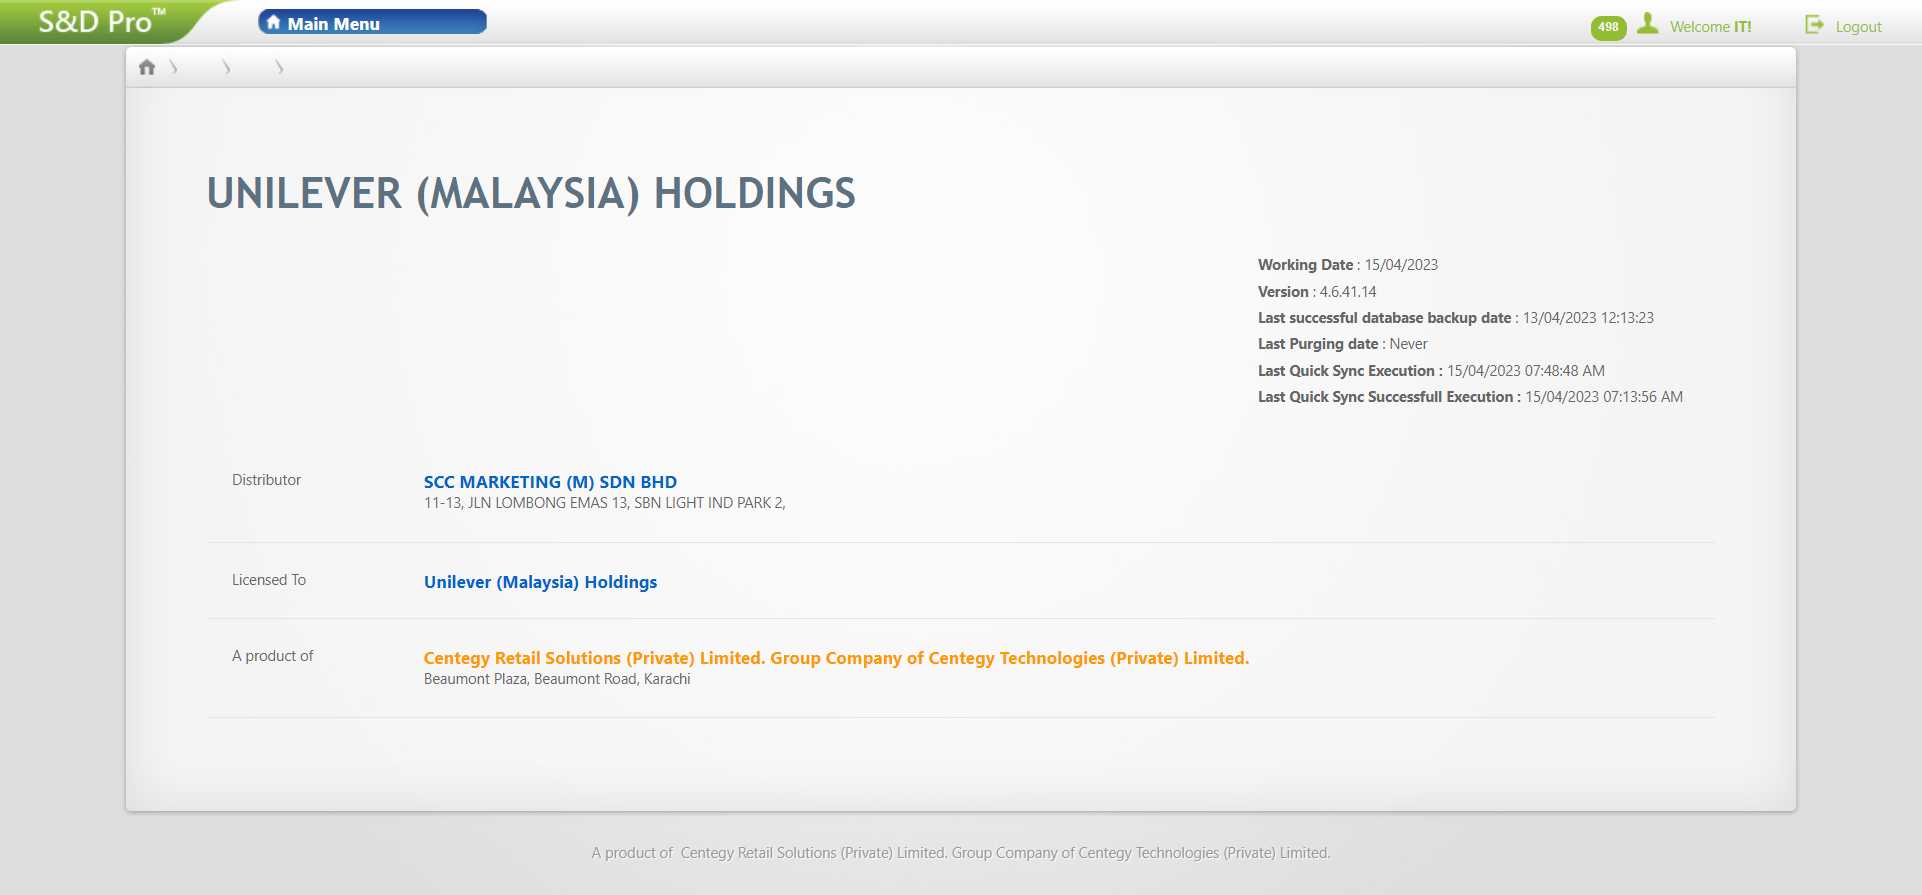 S&D Pro™
Main Menu
498
Welcome IT!
Logout
UNILEVER (MALAYSIA) HOLDINGS
Working Date : 15/04/2023
Version : 4.6.41.14
Last successful database backup date : 13/04/2023 12:13:23
Last Purging date : Never
Last Quick Sync Execution : 15/04/2023 07:48:48 AM
Last Quick Sync Successfull Execution : 15/04/2023 07:13:56 AM
Distributor
SCC MARKETING (M) SDN BHD
11-13, JLN LOMBONG EMAS 13, SBN LIGHT IND PARK 2,
Licensed To
Unilever (Malaysia) Holdings
A product of
Centegy Retail Solutions (Private) Limited. Group Company of Centegy Technologies (Private) Limited.
Beaumont Plaza, Beaumont Road, Karachi
A product of Centegy Retail Solutions (Private) Limited. Group Company of Centegy Technologies (Private) Limited.